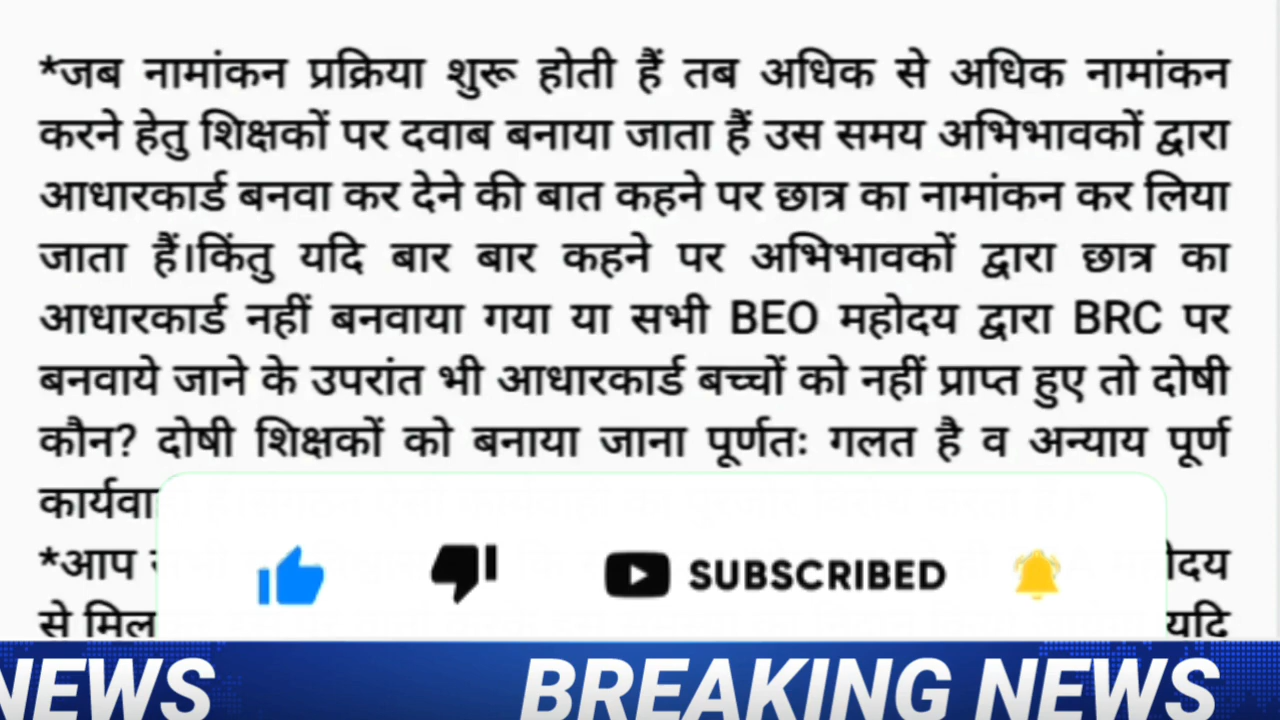 *जब नामांकन प्रक्रिया शुरू होती हैं तब अधिक से अधिक नामांकन
करने हेतु शिक्षकों पर दवाब बनाया जाता हैं उस समय अभिभावकों द्वारा
आधारकार्ड बनवा कर देने की बात कहने पर छात्र का नामांकन कर लिया
जाता हैं।किंतु यदि बार बार कहने पर अभिभावकों द्वारा छात्र का
आधारकार्ड नहीं बनवाया गया या सभी BEO महोदय द्वारा BRC पर
बनवाये जाने के उपरांत भी आधारकार्ड बच्चों को नहीं प्राप्त हुए तो दोषी
कौन? दोषी शिक्षकों को बनाया जाना पूर्णतः गलत है व अन्याय पूर्ण
*आप
से यदि
SUBSCRIBED
NEWS BREAKING NEWS